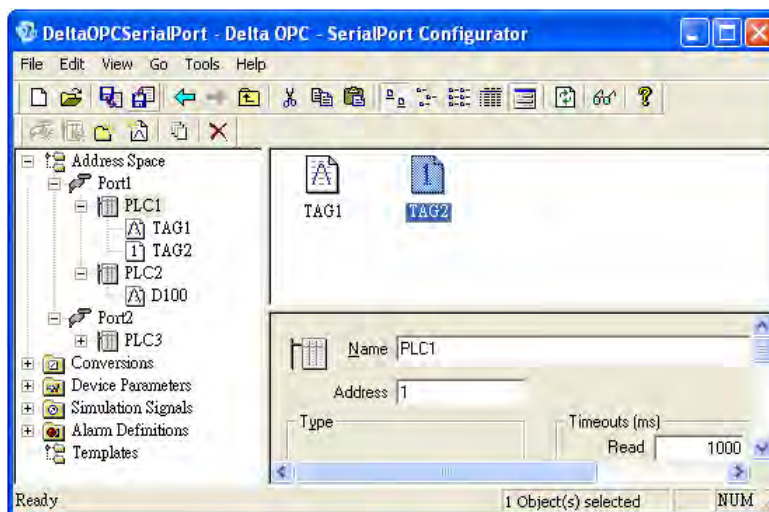 DeltaOPCSerialPort - Delta OPC - SerialPort Configurator
File Edit View Go Tools Help
Address Space
Port1
PLC1
TAG1
1 TAG2
PLC2
D100
Port2
PLC3
Conversions
Device Parameters
Simulation Signals
Alarm Definitions
Templates
TAG1
1
TAG2
Name PLC1
Address 1
Type
Timeouts (ms)
Read 1000
Ready 1 Object(s) selected NUM